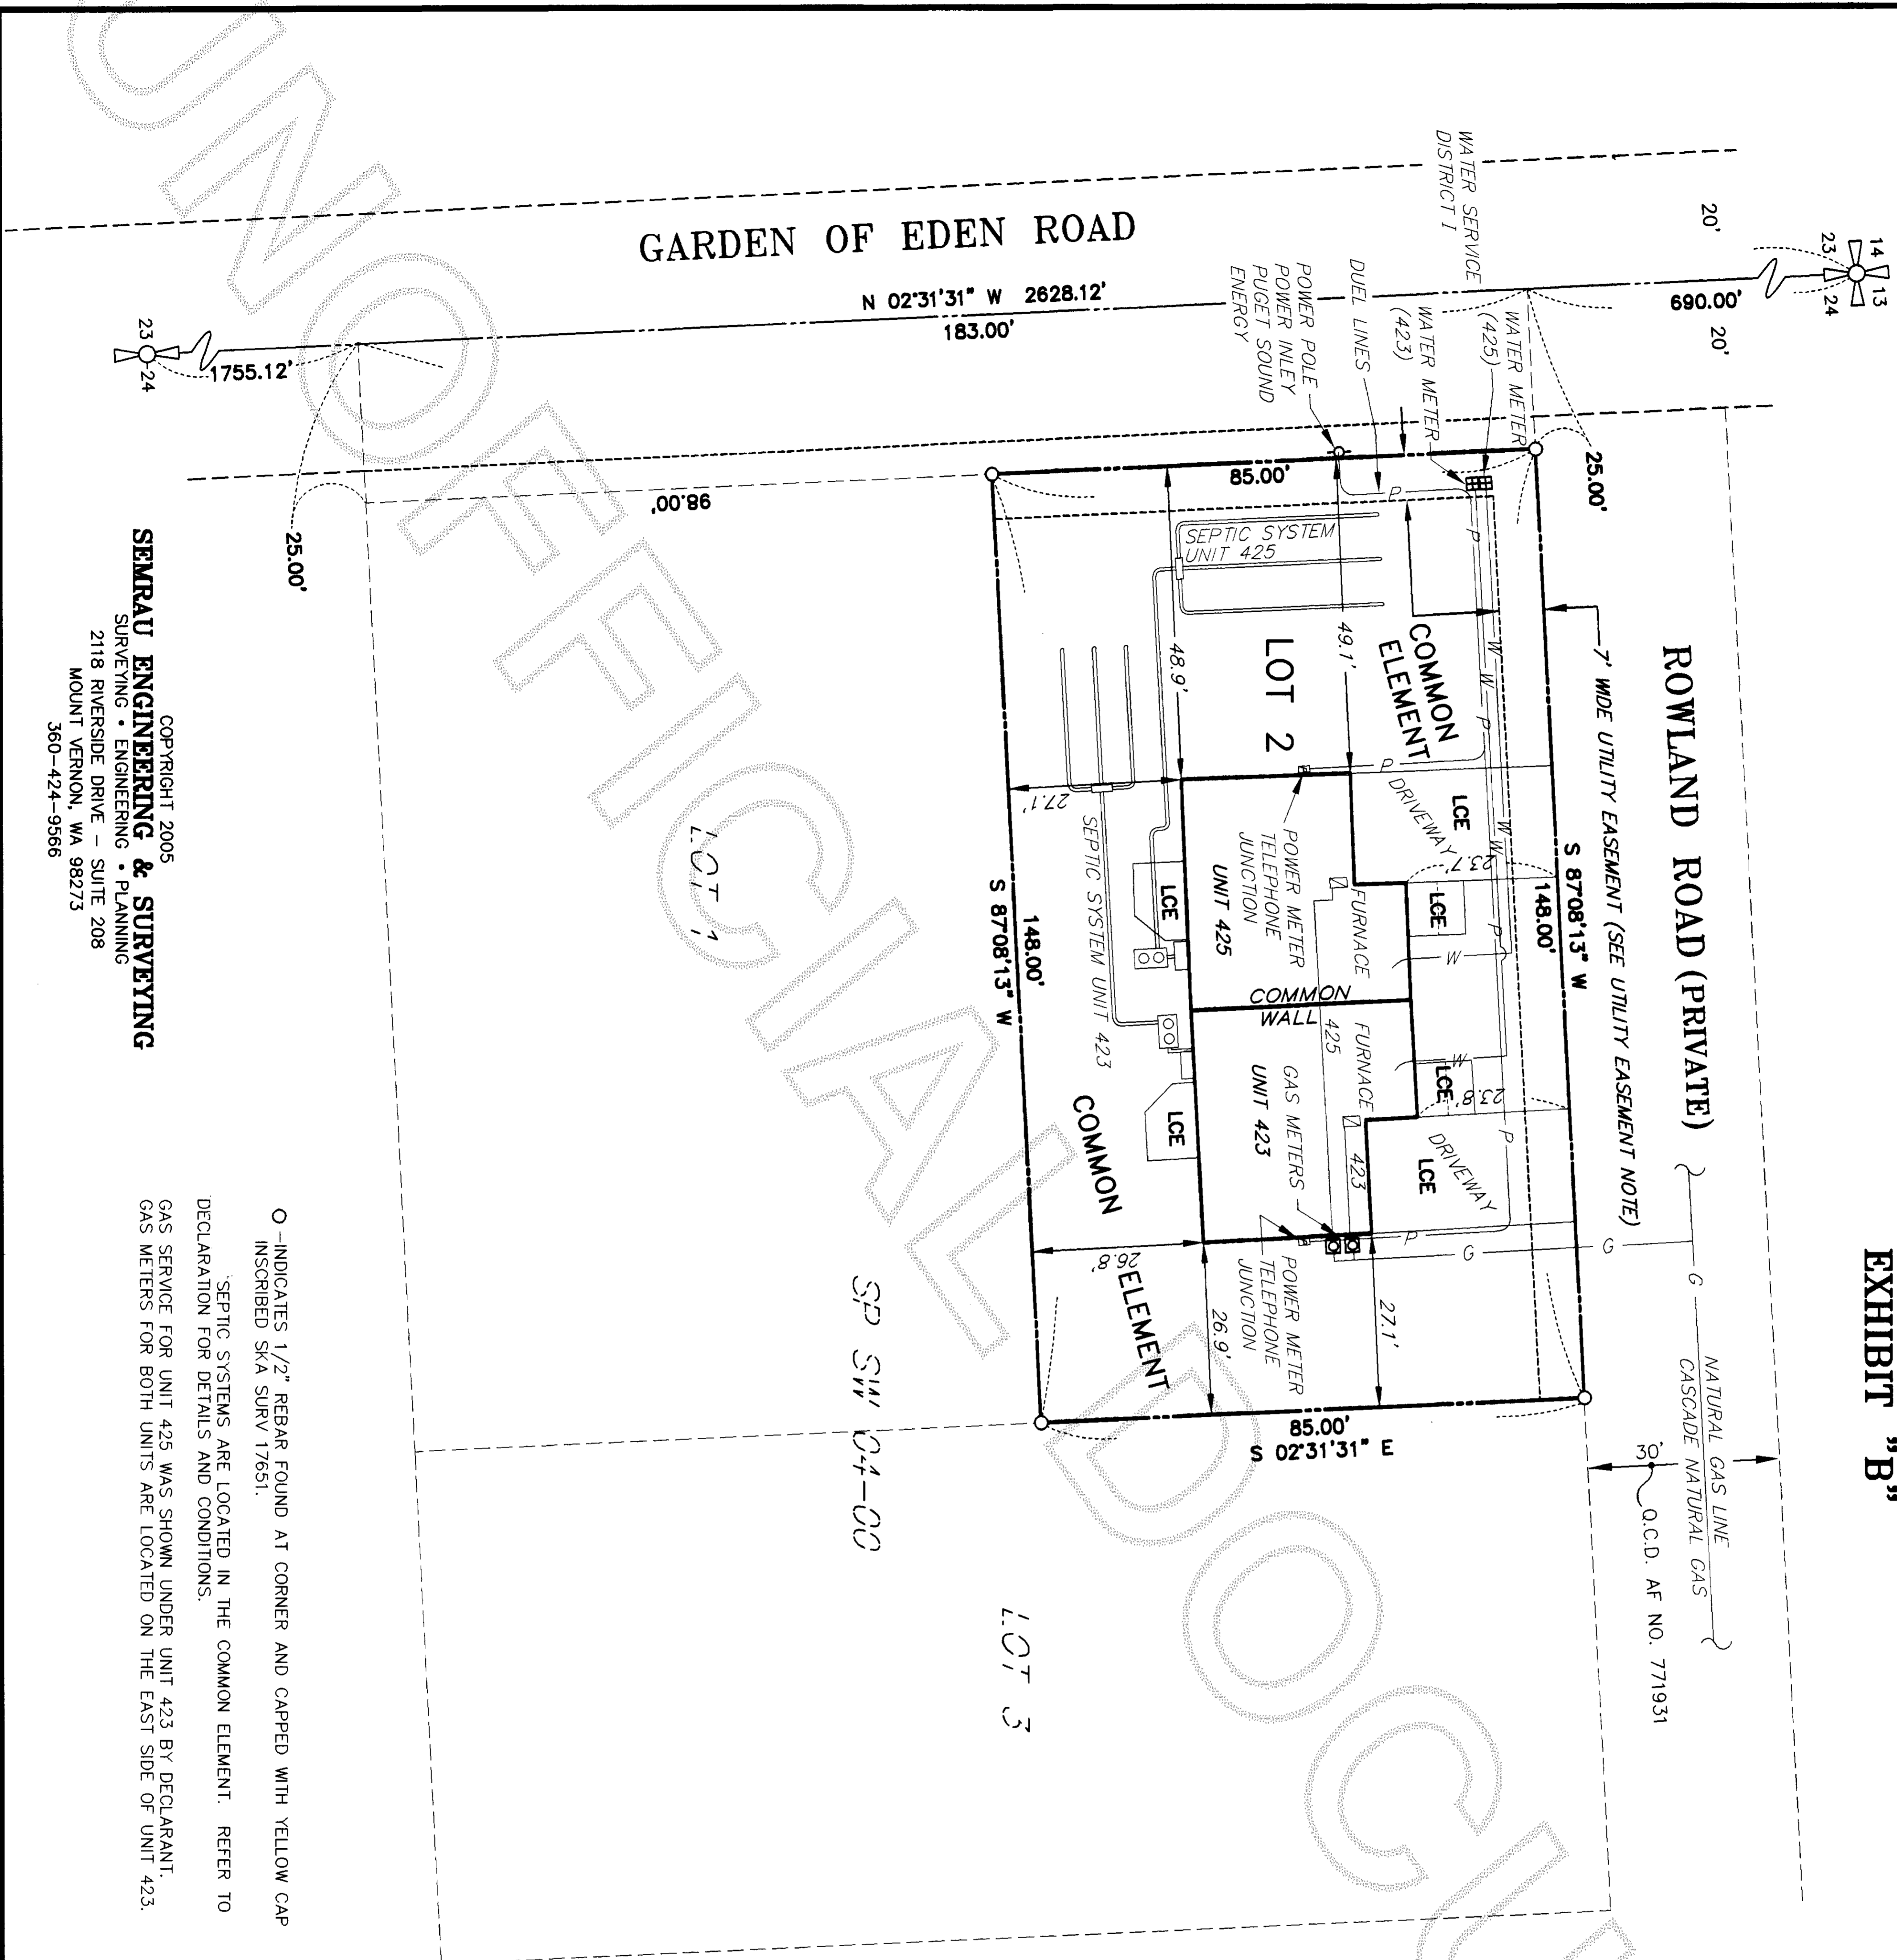 EXHIBIT "B"
14
13
23
24
20'
20'
690.00'
GARDEN OF EDEN ROAD
N 02°31'31" W 2628.12'
183.00'
1755.12'
23
24
WATER SERVICE
DISTRICT I
WATER METER
(425)
WATER METER
(423)
DUEL LINES
POWER POLE
POWER INLEY
PUGET SOUND
ENERGY
25.00'
25.00'
98.00'
85.00'
ROWLAND ROAD (PRIVATE)
7' WIDE UTILITY EASEMENT (SEE UTILITY EASEMENT NOTE)
S 87°08'13" W
148.00'
NATURAL GAS LINE
CASCADE NATURAL GAS
30'
Q.C.D. AF NO. 771931
G
G
G
P
P
W
W
P
W
W
P
P
W
W
P
P
P
SEPTIC SYSTEM
UNIT 425
COMMON
ELEMENT
LOT 2
49.1'
48.9'
27.1'
DRIVEWAY
LCE
23.7'
LCE
LCE
23.8'
DRIVEWAY
LCE
POWER METER
TELEPHONE
JUNCTION
FURNACE
425
UNIT 425
COMMON
WALL
FURNACE
423
GAS METERS
UNIT 423
LCE
LCE
SEPTIC SYSTEM UNIT 423
POWER METER
TELEPHONE
JUNCTION
27.1'
26.9'
26.8'
COMMON
ELEMENT
85.00'
S 02°31'31" E
148.00'
S 87°08'13" W
LOT 1
SP SW 04-00
LOT 3
O -INDICATES 1/2" REBAR FOUND AT CORNER AND CAPPED WITH YELLOW CAP
INSCRIBED SKA SURV 17651.
SEPTIC SYSTEMS ARE LOCATED IN THE COMMON ELEMENT. REFER TO
DECLARATION FOR DETAILS AND CONDITIONS.
GAS SERVICE FOR UNIT 425 WAS SHOWN UNDER UNIT 423 BY DECLARANT.
GAS METERS FOR BOTH UNITS ARE LOCATED ON THE EAST SIDE OF UNIT 423.
COPYRIGHT 2005
SEMRAU ENGINEERING & SURVEYING
SURVEYING • ENGINEERING • PLANNING
2118 RIVERSIDE DRIVE - SUITE 208
MOUNT VERNON, WA 98273
360-424-9566
UNOFFICIAL DOCU